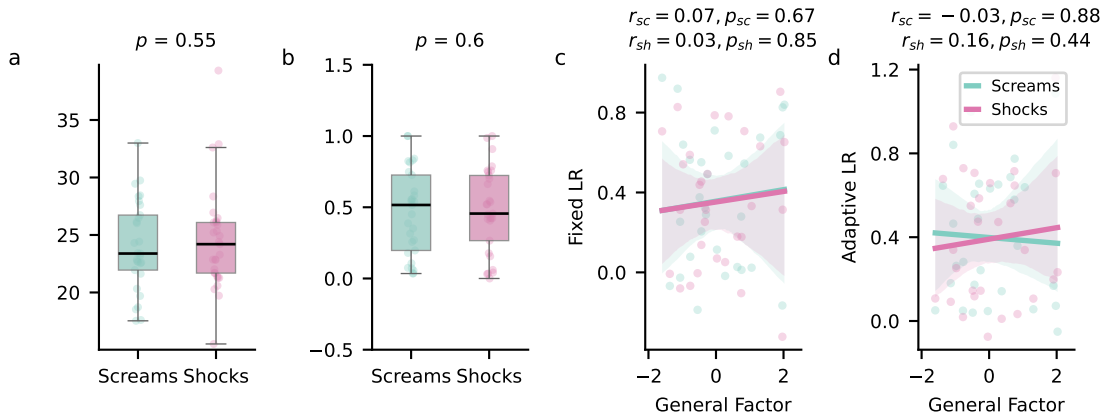 a
p = 0.55
35
30
25
20
Screams Shocks
b
p = 0.6
1.5
1.0
0.5
0.0
−0.5
Screams Shocks
c
r_sc = 0.07, p_sc = 0.67
r_sh = 0.03, p_sh = 0.85
Fixed LR
0.8
0.4
0.0
−2 0 2
General Factor
d
r_sc = −0.03, p_sc = 0.88
r_sh = 0.16, p_sh = 0.44
Adaptive LR
1.2
0.8
0.4
0.0
Screams
Shocks
−2 0 2
General Factor